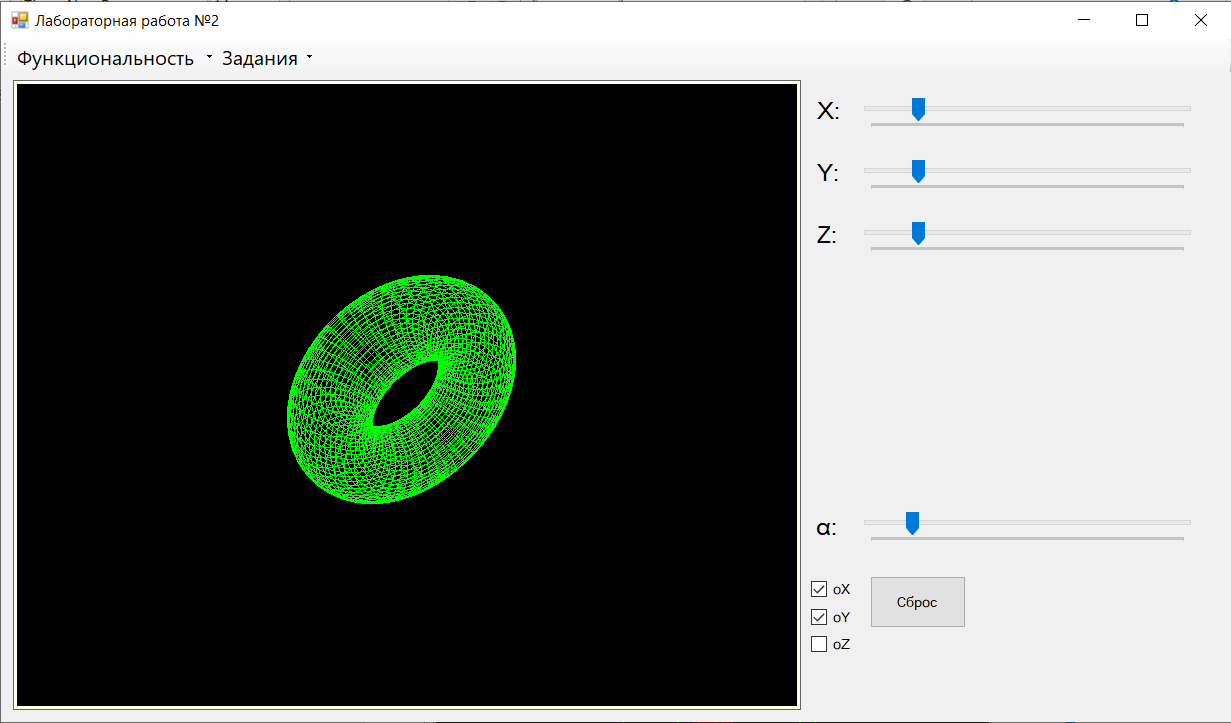 Лабораторная работа №2
Функциональность Задания
X:
Y:
Z:
α:
oX
oY
oZ
Сброс